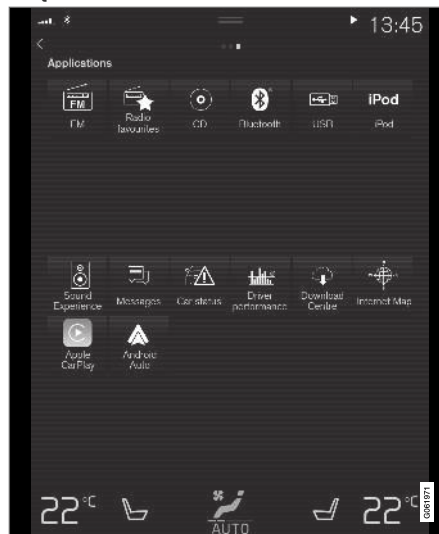 13:45
Applications
FM
FM
Radio
favourites
CD
Bluetooth
USB
iPod
iPod
Sound
Experience
Messages
Car status
Driver
performance
Download
Centre
Internet Map
Apple
CarPlay
Android
Auto
22°C
AUTO
22°C
G061971